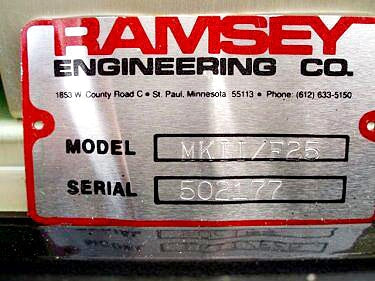 RAMSEY
ENGINEERING CO.
1853 W. County Road C • St. Paul, Minnesota 55113 • Phone: (612) 633-5150
MODEL MKII/F25
SERIAL 502177